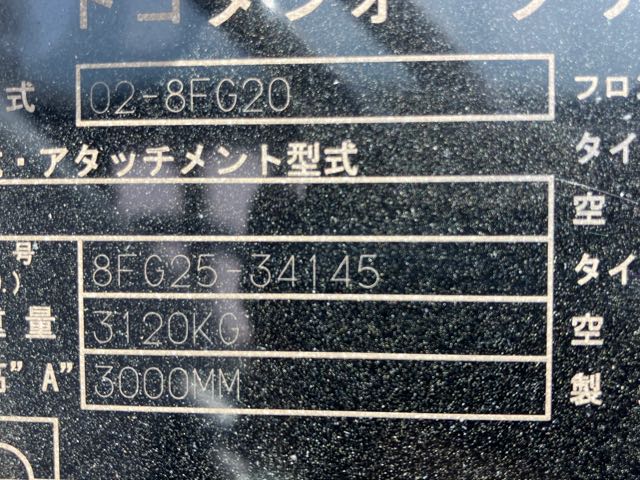 式 02-8FG20 フロ
・アタッチメント型式 タイ
空
号 8FG25-34145 タイ
重量 3120KG 空
"A" 3000MM 製